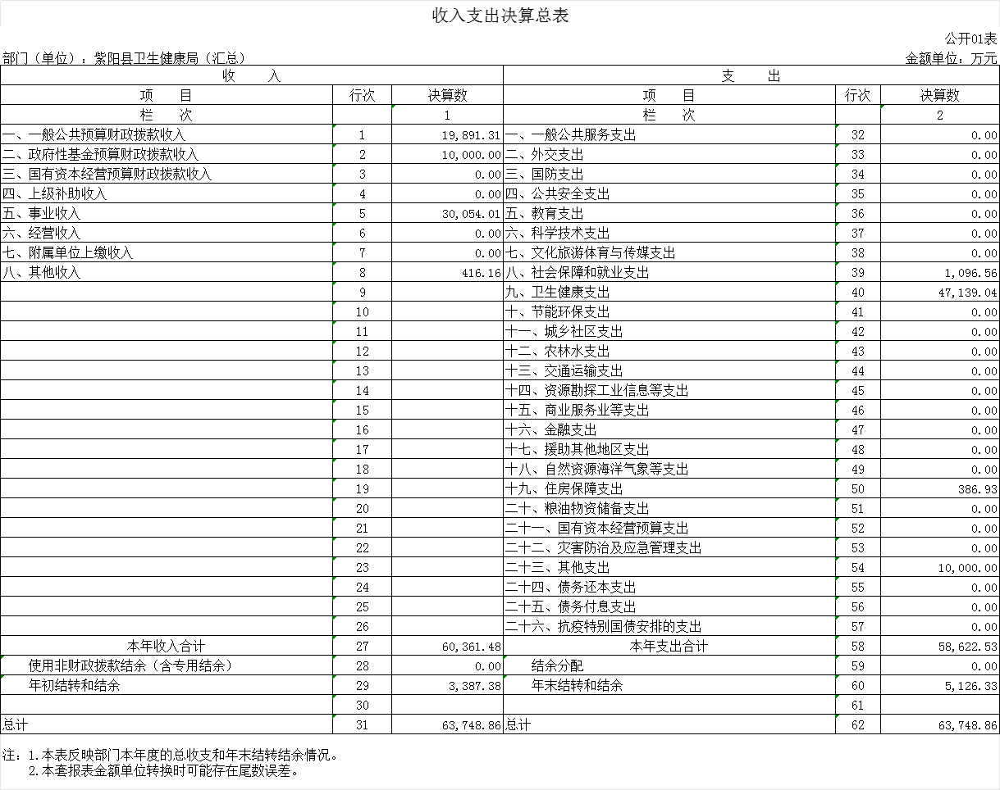 收入支出决算总表
公开01表
部门（单位）：紫阳县卫生健康局（汇总） 金额单位：万元
收 入 支 出
项 目 行次 决算数 项 目 行次 决算数
栏 次 1 栏 次 2
一、一般公共预算财政拨款收入 1 19,891.31 一、一般公共服务支出 32 0.00
二、政府性基金预算财政拨款收入 2 10,000.00 二、外交支出 33 0.00
三、国有资本经营预算财政拨款收入 3 0.00 三、国防支出 34 0.00
四、上级补助收入 4 0.00 四、公共安全支出 35 0.00
五、事业收入 5 30,054.01 五、教育支出 36 0.00
六、经营收入 6 0.00 六、科学技术支出 37 0.00
七、附属单位上缴收入 7 0.00 七、文化旅游体育与传媒支出 38 0.00
八、其他收入 8 416.16 八、社会保障和就业支出 39 1,096.56
9 九、卫生健康支出 40 47,139.04
10 十、节能环保支出 41 0.00
11 十一、城乡社区支出 42 0.00
12 十二、农林水支出 43 0.00
13 十三、交通运输支出 44 0.00
14 十四、资源勘探工业信息等支出 45 0.00
15 十五、商业服务业等支出 46 0.00
16 十六、金融支出 47 0.00
17 十七、援助其他地区支出 48 0.00
18 十八、自然资源海洋气象等支出 49 0.00
19 十九、住房保障支出 50 386.93
20 二十、粮油物资储备支出 51 0.00
21 二十一、国有资本经营预算支出 52 0.00
22 二十二、灾害防治及应急管理支出 53 0.00
23 二十三、其他支出 54 10,000.00
24 二十四、债务还本支出 55 0.00
25 二十五、债务付息支出 56 0.00
26 二十六、抗疫特别国债安排的支出 57 0.00
本年收入合计 27 60,361.48 本年支出合计 58 58,622.53
使用非财政拨款结余（含专用结余） 28 0.00 结余分配 59 0.00
年初结转和结余 29 3,387.38 年末结转和结余 60 5,126.33
30 61
总计 31 63,748.86 总计 62 63,748.86
注：1.本表反映部门本年度的总收支和年末结转结余情况。
2.本套报表金额单位转换时可能存在尾数误差。